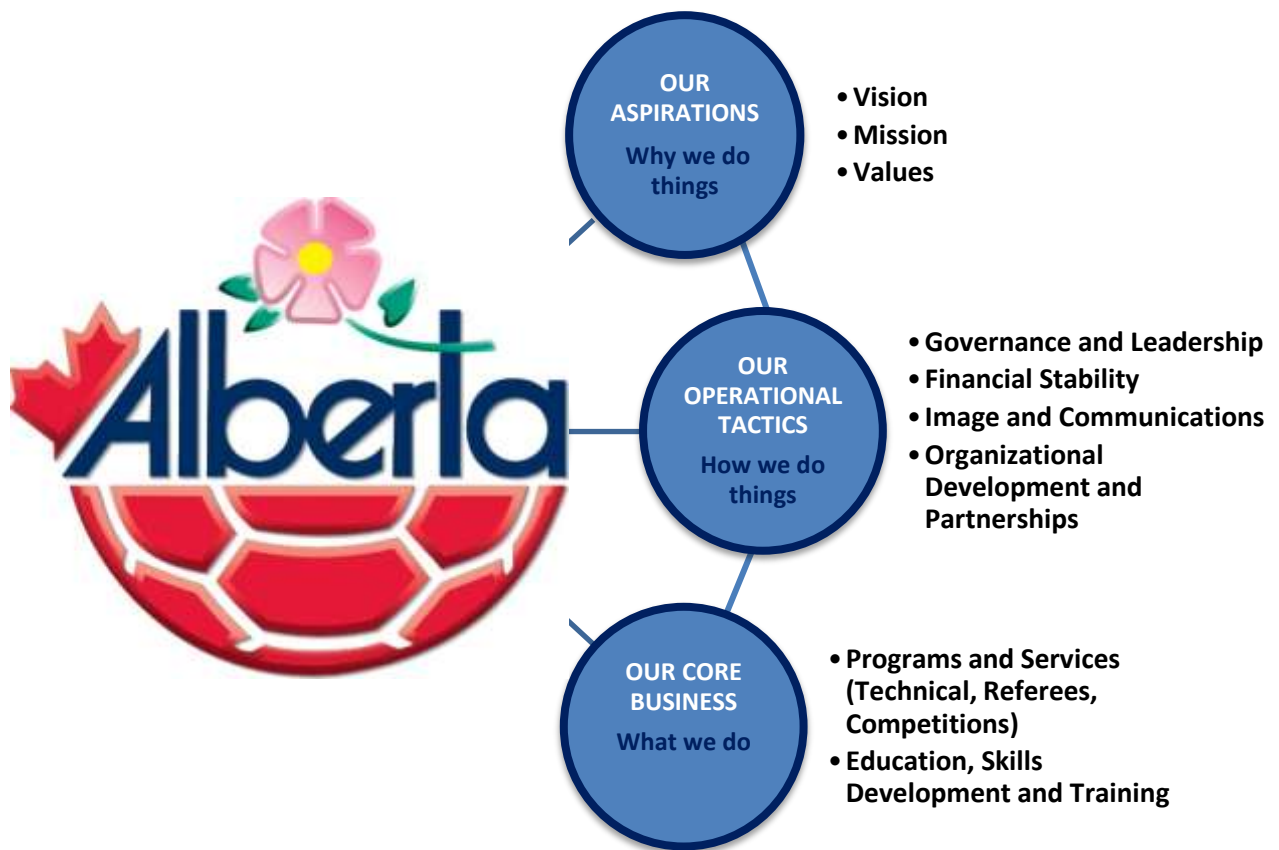 OUR
ASPIRATIONS
Why we do
things
• Vision
• Mission
• Values
Alberta
OUR
OPERATIONAL
TACTICS
How we do
things
• Governance and Leadership
• Financial Stability
• Image and Communications
• Organizational
Development and
Partnerships
OUR CORE
BUSINESS
What we do
• Programs and Services
(Technical, Referees,
Competitions)
• Education, Skills
Development and Training